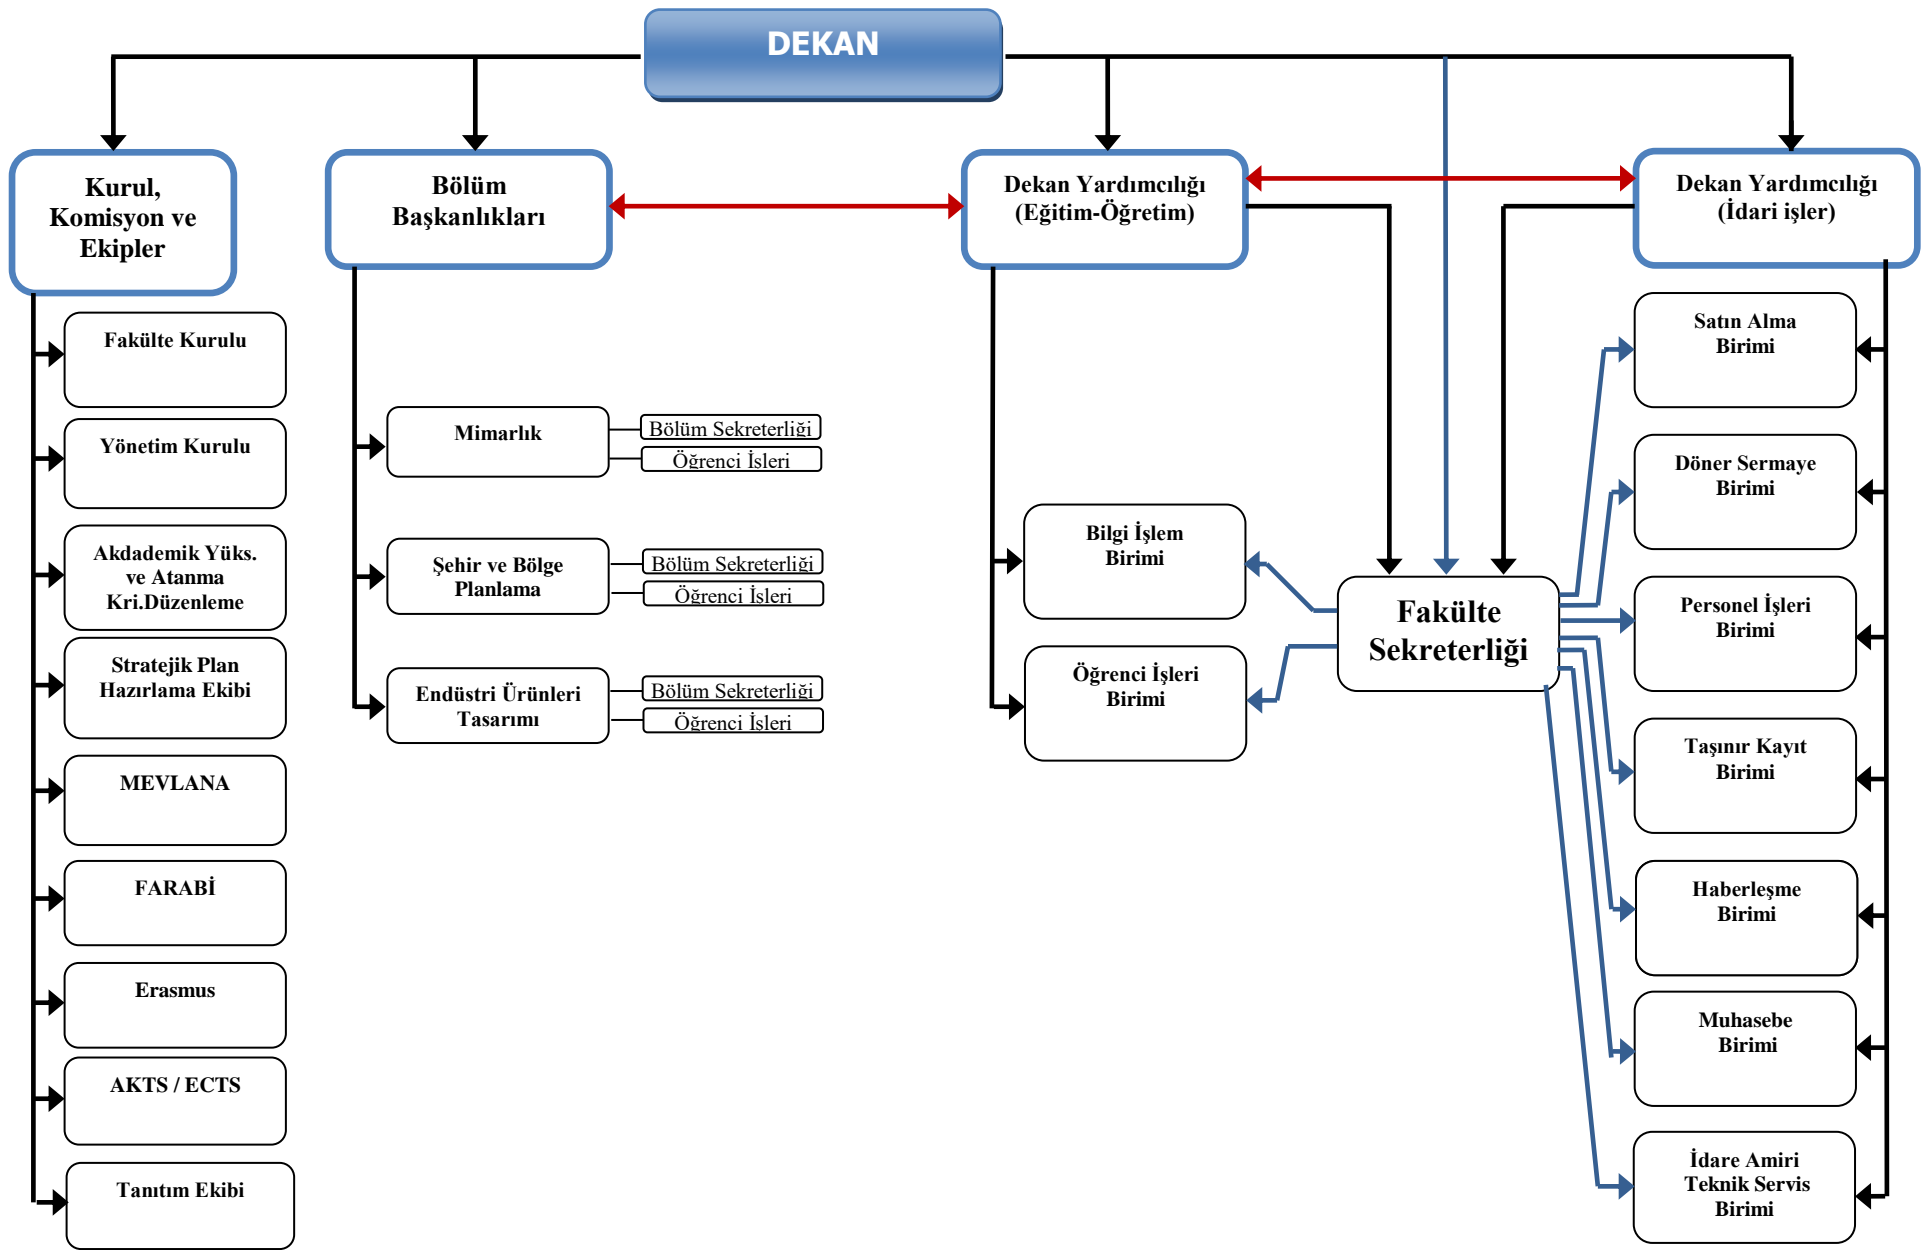 DEKAN
Kurul,
Komisyon ve
Ekipler
Bölüm
Başkanlıkları
Dekan Yardımcılığı
(Eğitim-Öğretim)
Dekan Yardımcılığı
(İdari işler)
Fakülte Kurulu
Yönetim Kurulu
Akdademik Yüks.
ve Atanma
Kri.Düzenleme
Stratejik Plan
Hazırlama Ekibi
MEVLANA
FARABİ
Erasmus
AKTS / ECTS
Tanıtım Ekibi
Mimarlık
Bölüm Sekreterliği
Öğrenci İşleri
Şehir ve Bölge
Planlama
Bölüm Sekreterliği
Öğrenci İşleri
Endüstri Ürünleri
Tasarımı
Bölüm Sekreterliği
Öğrenci İşleri
Bilgi İşlem
Birimi
Öğrenci İşleri
Birimi
Fakülte
Sekreterliği
Satın Alma
Birimi
Döner Sermaye
Birimi
Personel İşleri
Birimi
Taşınır Kayıt
Birimi
Haberleşme
Birimi
Muhasebe
Birimi
İdare Amiri
Teknik Servis
Birimi